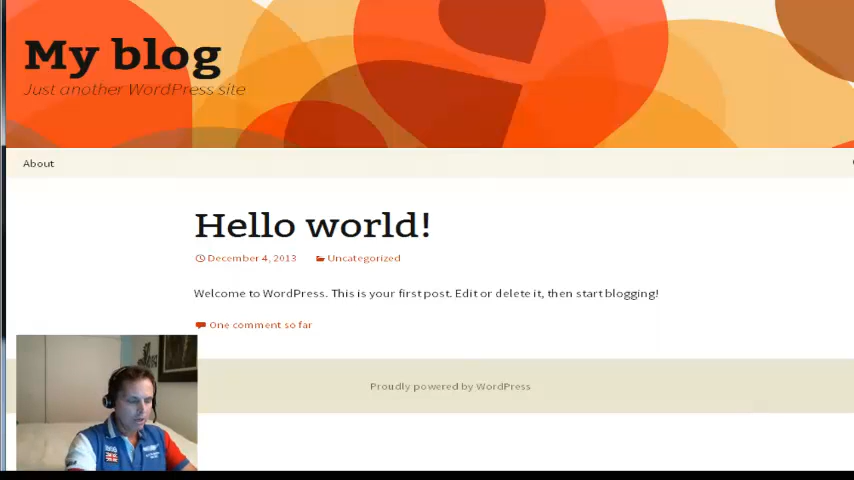 My blog
Just another WordPress site
About
Hello world!
December 4, 2013 Uncategorized
Welcome to WordPress. This is your first post. Edit or delete it, then start blogging!
One comment so far
Proudly powered by WordPress